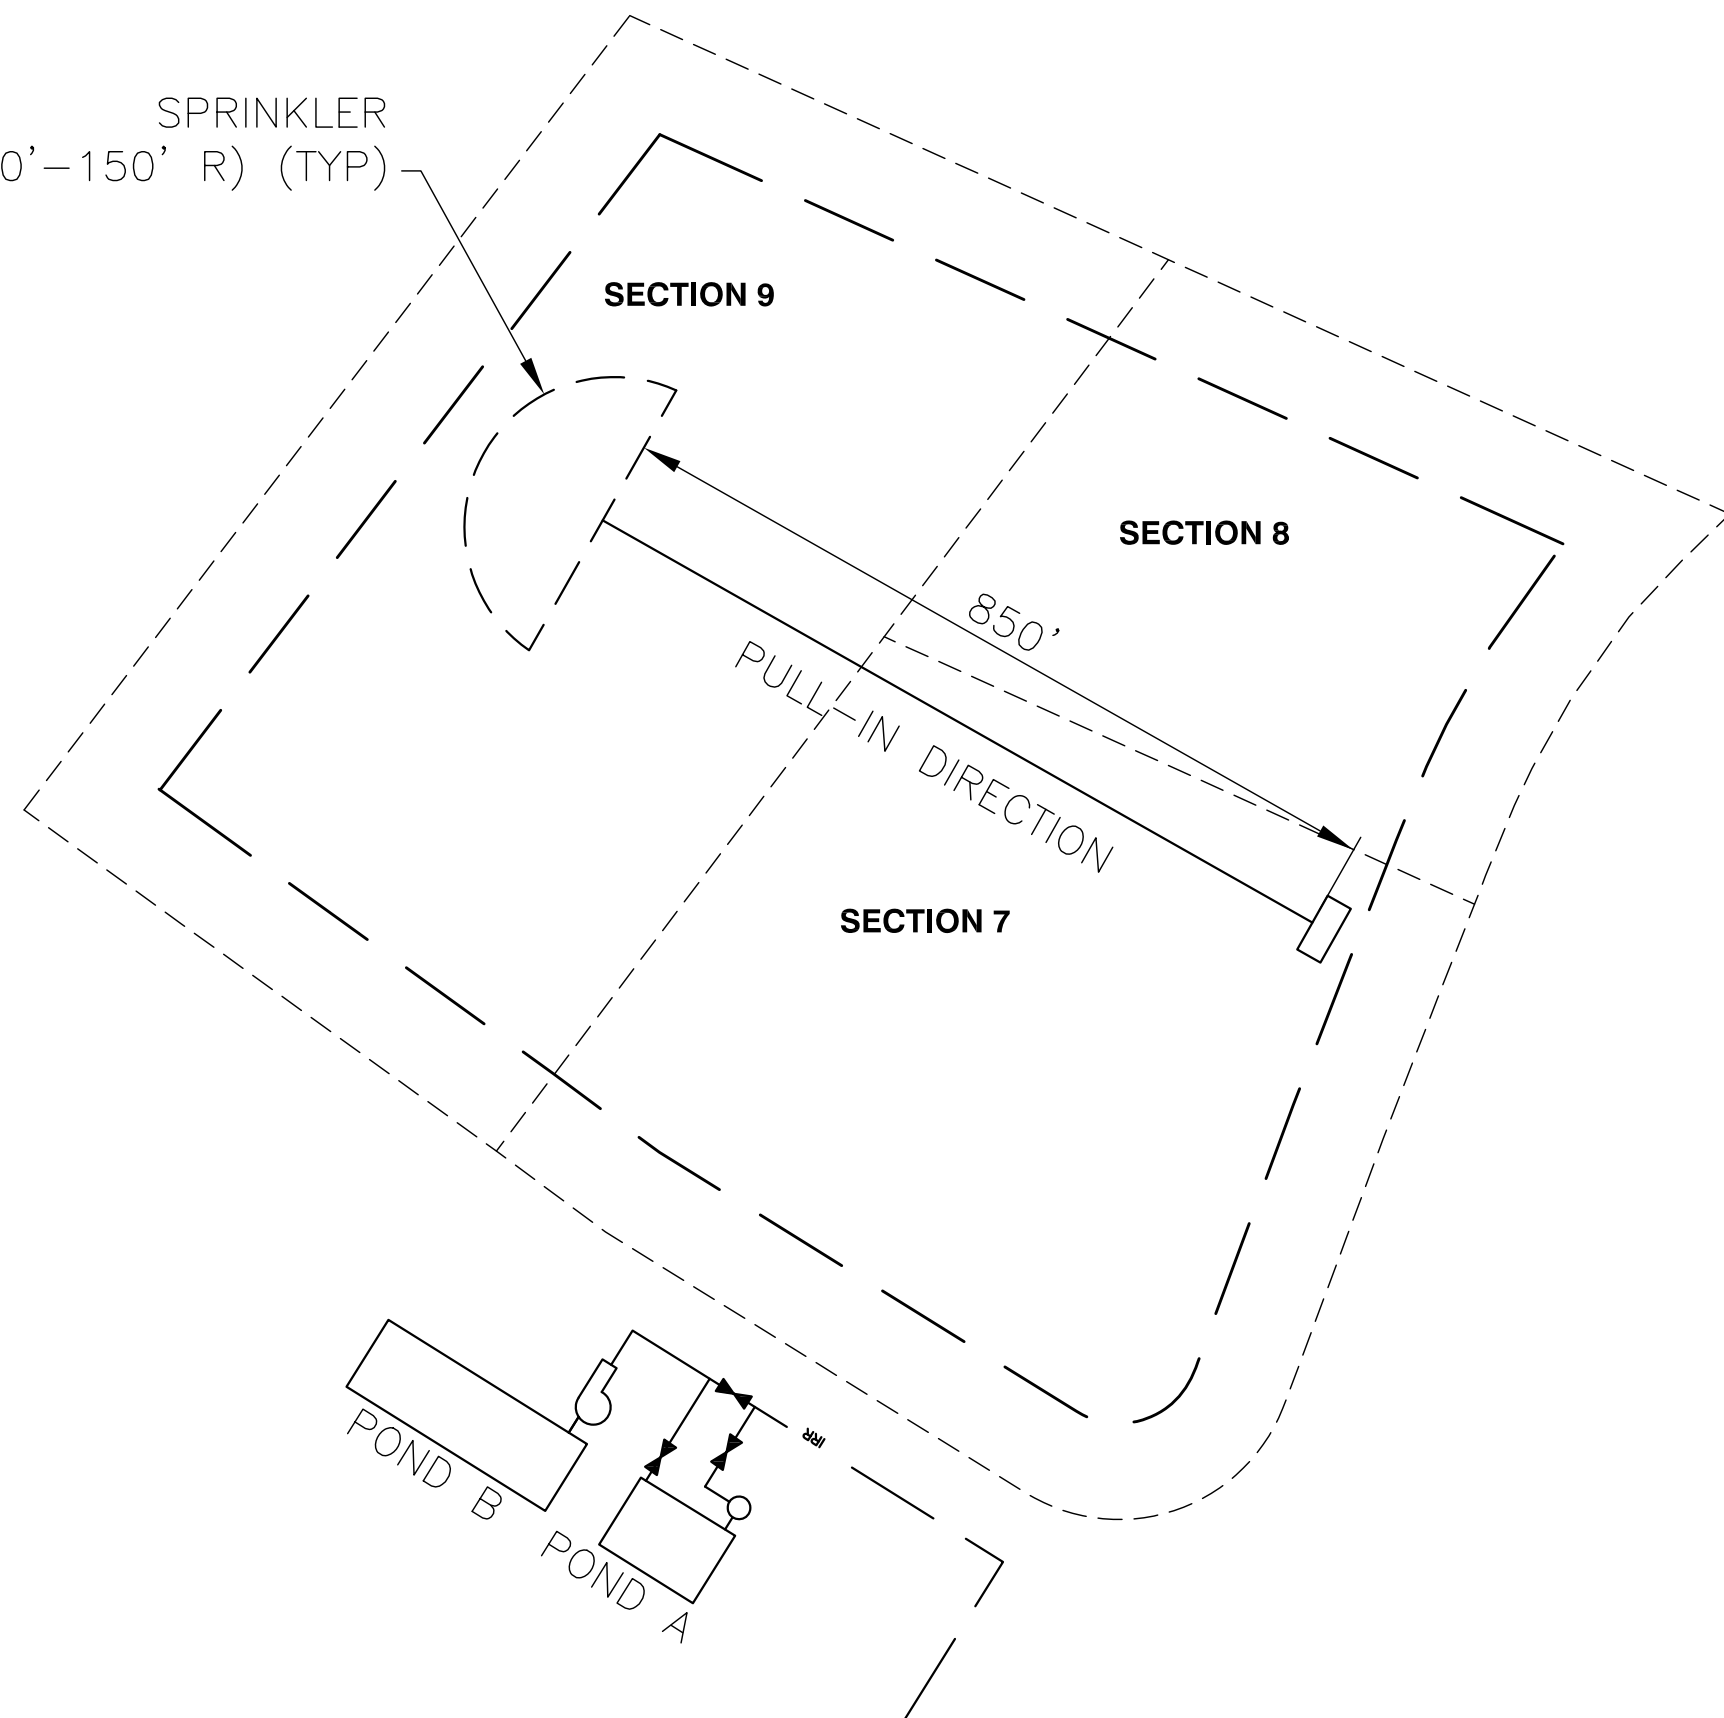 SPRINKLER
0'-150' R) (TYP)
SECTION 9
SECTION 8
850'
PULL-IN DIRECTION
SECTION 7
IRR
POND B
POND A